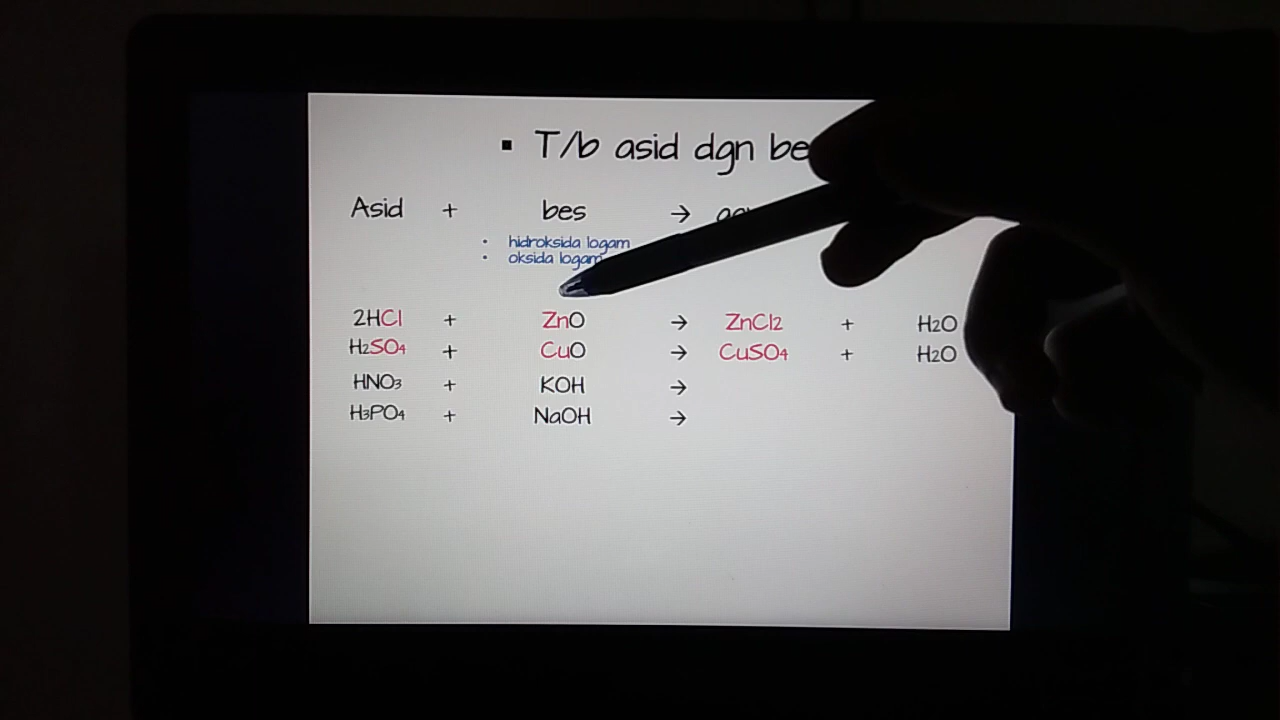 ▪ T/b asid dgn
Asid + bes →
• hidroksida logam
• oksida logam
2HCl + ZnO → ZnCl2 + H2O
H2SO4 + CuO → CuSO4 + H2O
HNO3 + KOH →
H3PO4 + NaOH →